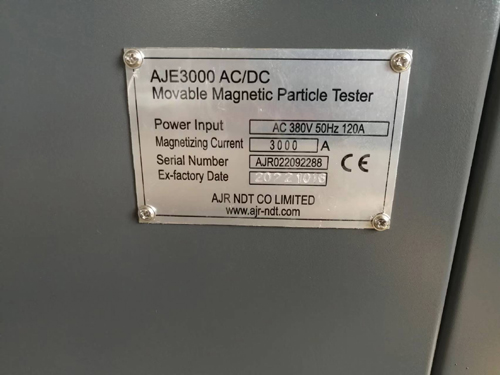 AJE3000 AC/DC
Movable Magnetic Particle Tester
Power Input AC 380V 50Hz 120A
Magnetizing Current 3000 A
Serial Number AJR022092288 CE
Ex-factory Date 20221016
AJR NDT CO LIMITED
www.ajr-ndt.com